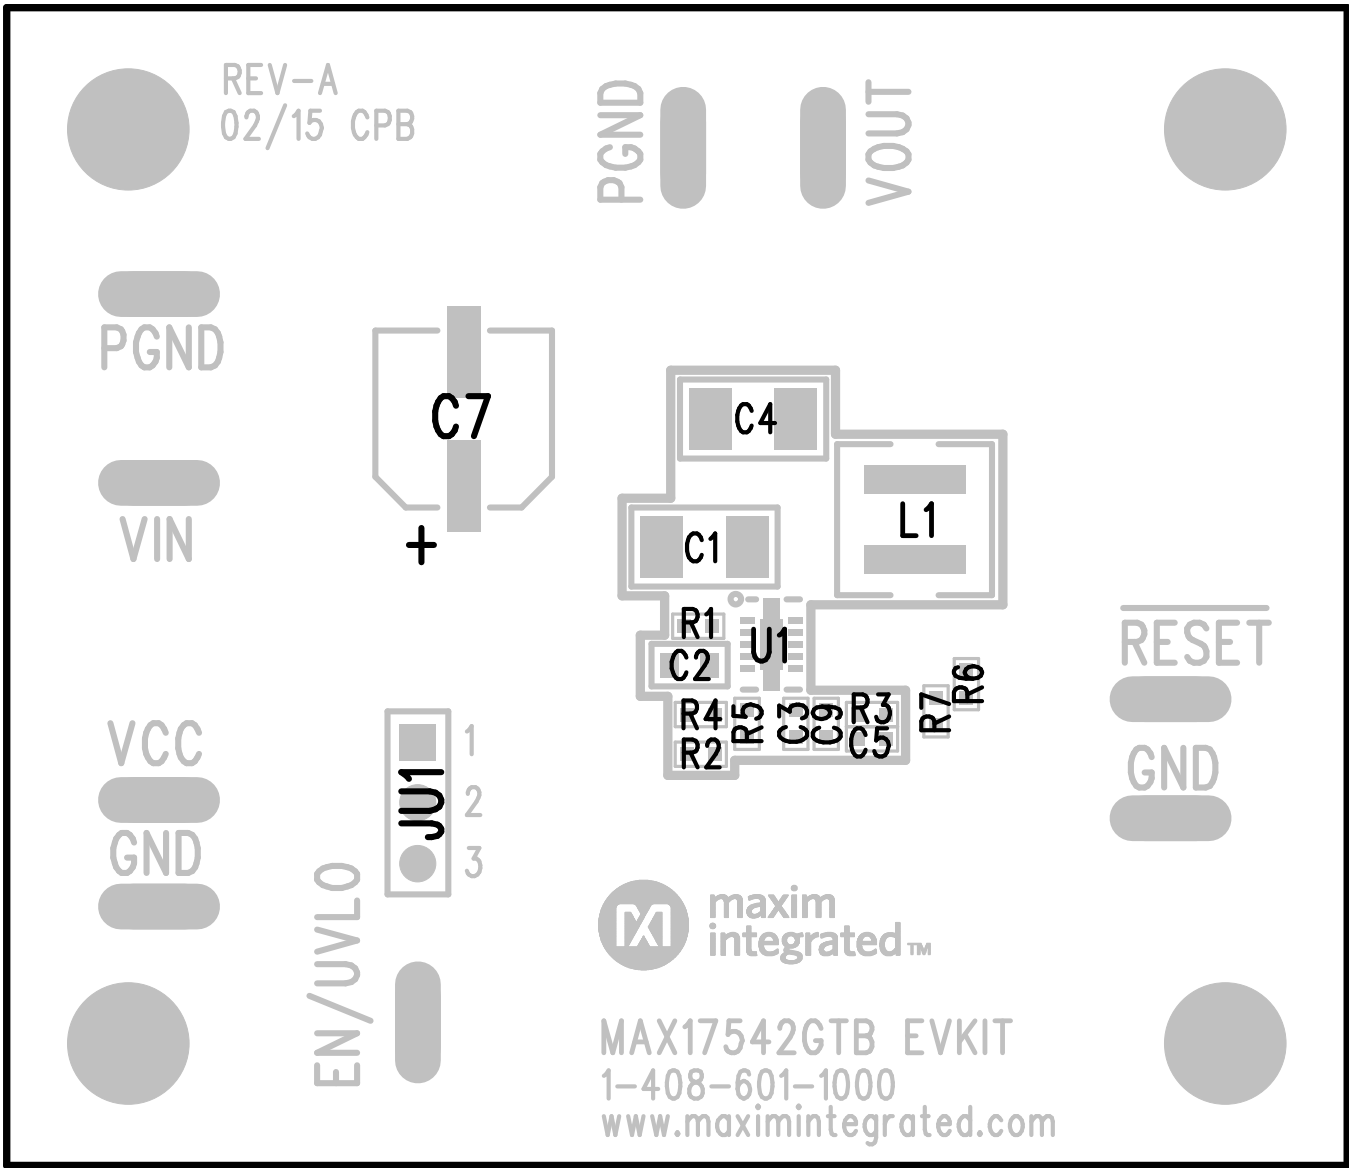 REV-A
02/15 CPB
PGND
VOUT
PGND
VIN
C7
+
C4
C1
L1
R1
U1
C2
R4
R5
C3
C9
R3
C5
R2
R7
R6
RESET
GND
VCC
GND
JU1
1
2
3
EN/UVLO
maxim
integrated™
MAX17542GTB EVKIT
1-408-601-1000
www.maximintegrated.com